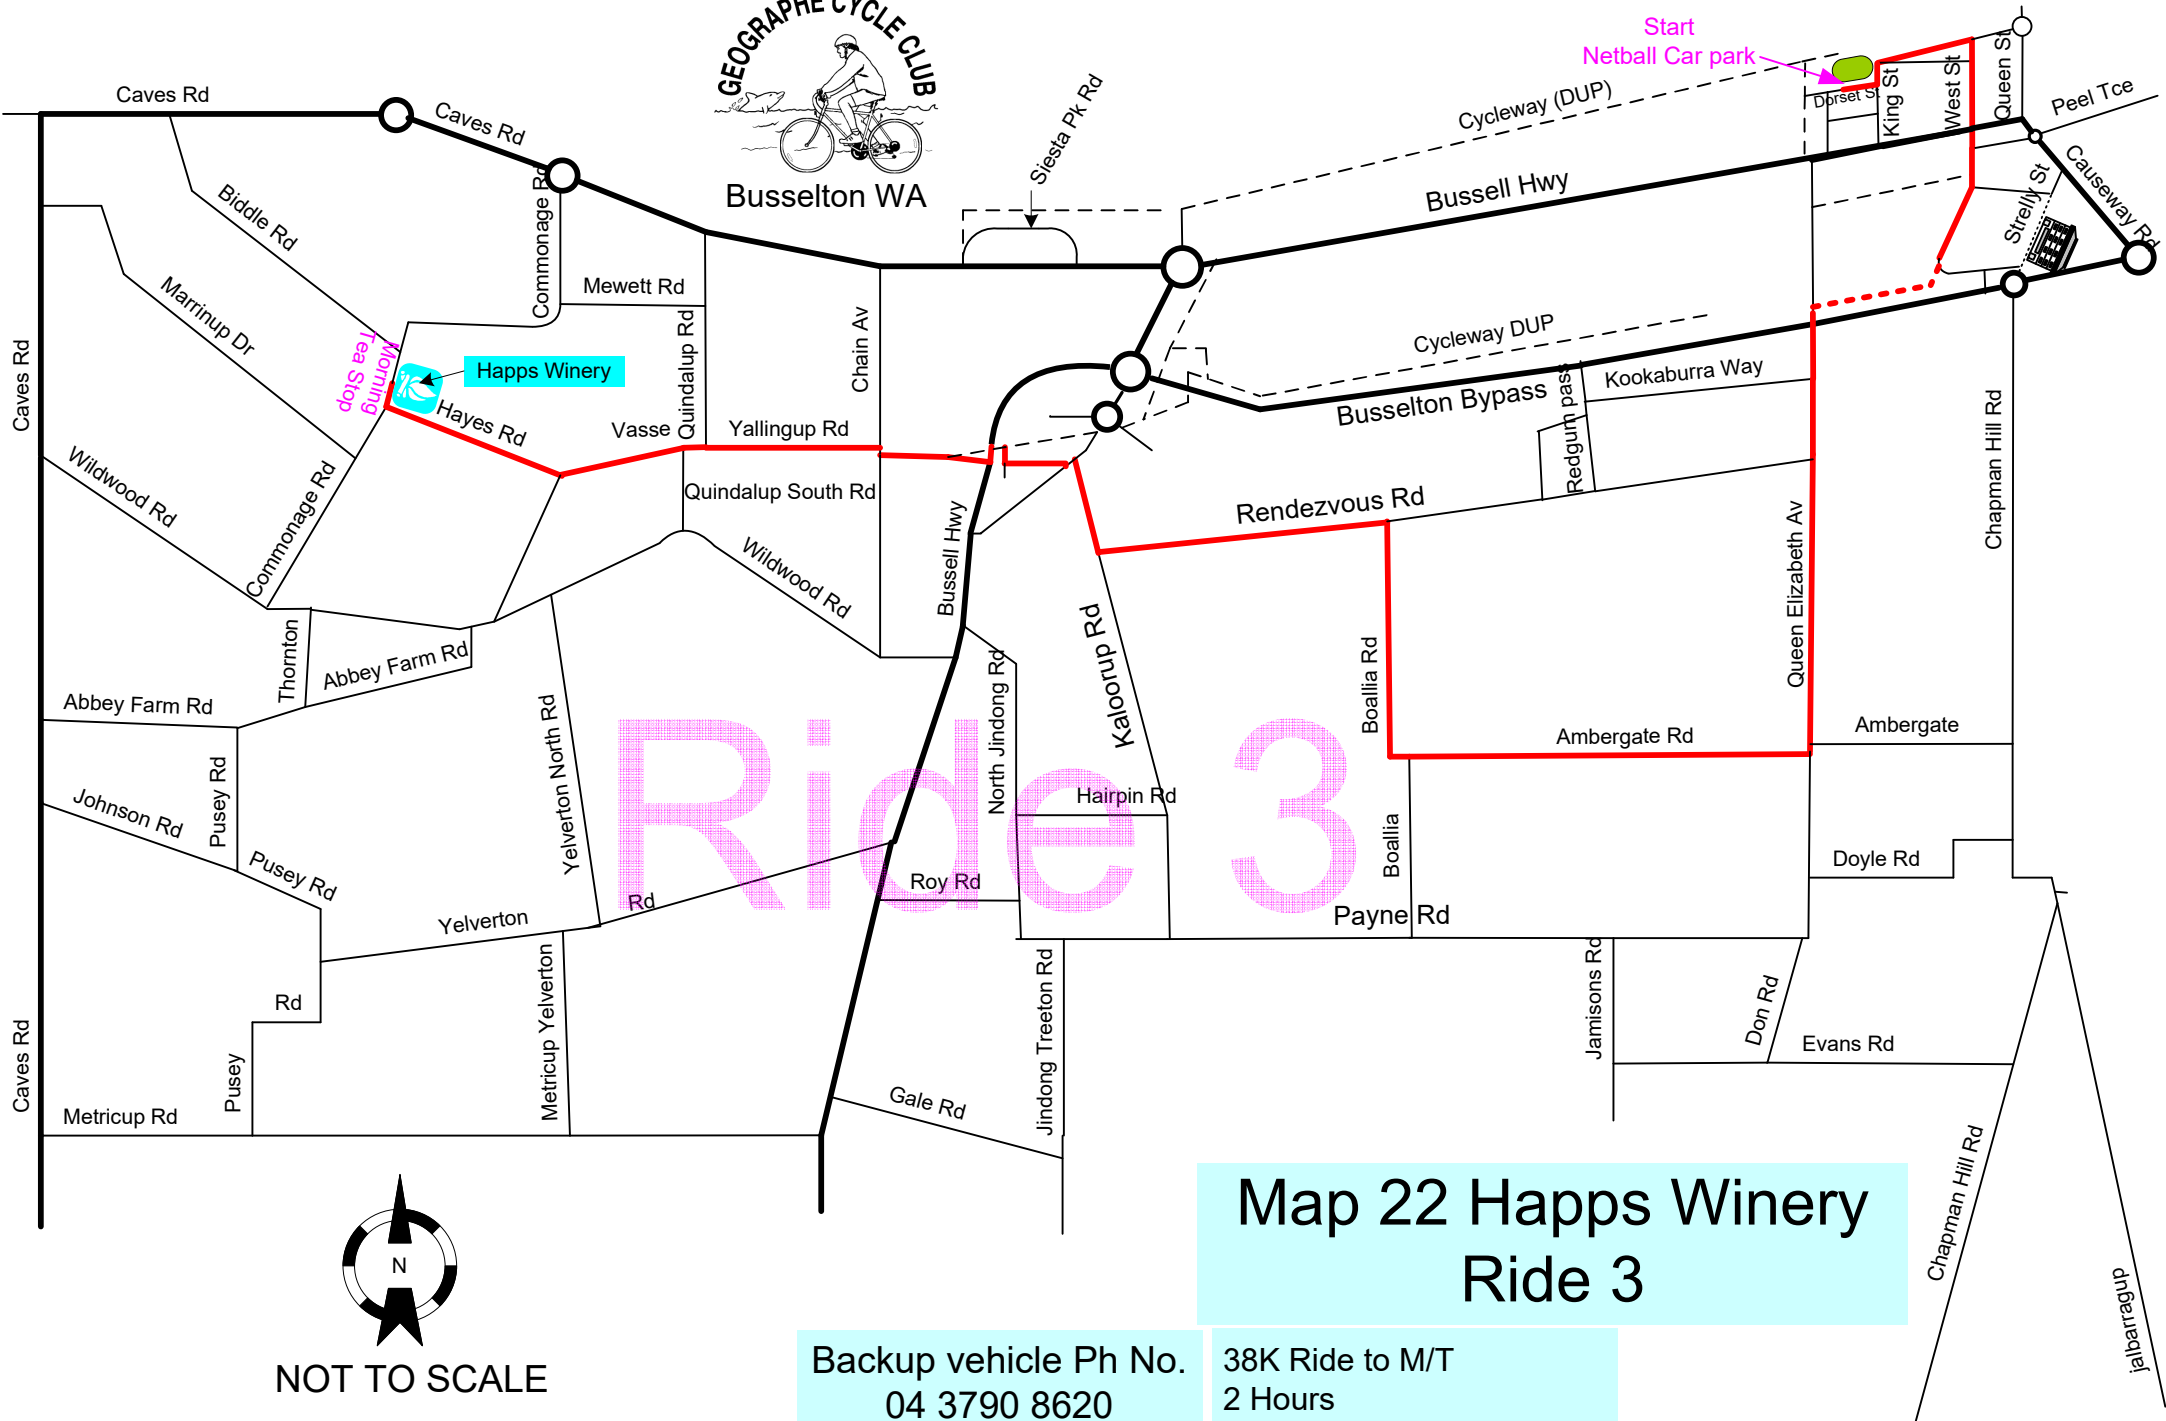 GEOGRAPHE CYCLE CLUB
Busselton WA
Start
Netball Car park
Caves Rd
Caves Rd
Siesta Pk Rd
Cycleway (DUP)
Dorset St
King St
West St
Queen St
Peel Tce
Causeway Rd
Strelly St
Bussell Hwy
Biddle Rd
Commonage Rd
Mewett Rd
Marrinup Dr
Morning
Tea Stop
Happs Winery
Quindalup Rd
Chain Av
Cycleway DUP
Busselton Bypass
Redgum pass
Kookaburra Way
Caves Rd
Hayes Rd
Vasse
Yallingup Rd
Wildwood Rd
Commonage Rd
Quindalup South Rd
Wildwood Rd
Bussell Hwy
Rendezvous Rd
Queen Elizabeth Av
Chapman Hill Rd
Thornton
Abbey Farm Rd
Abbey Farm Rd
Kaloorup Rd
Boallia Rd
North Jindong Rd
Yelverton North Rd
Ambergate Rd
Ambergate
Ride 3
Pusey Rd
Johnson Rd
Pusey Rd
Hairpin Rd
Boallia
Doyle Rd
Roy Rd
Yelverton
Rd
Payne Rd
Rd
Pusey
Metricup Yelverton
Jindong Treeton Rd
Jamisons Rd
Don Rd
Evans Rd
Caves Rd
Metricup Rd
Gale Rd
Chapman Hill Rd
jalbarragup
N
NOT TO SCALE
Map 22 Happs Winery
Ride 3
Backup vehicle Ph No.
04 3790 8620
38K Ride to M/T
2 Hours